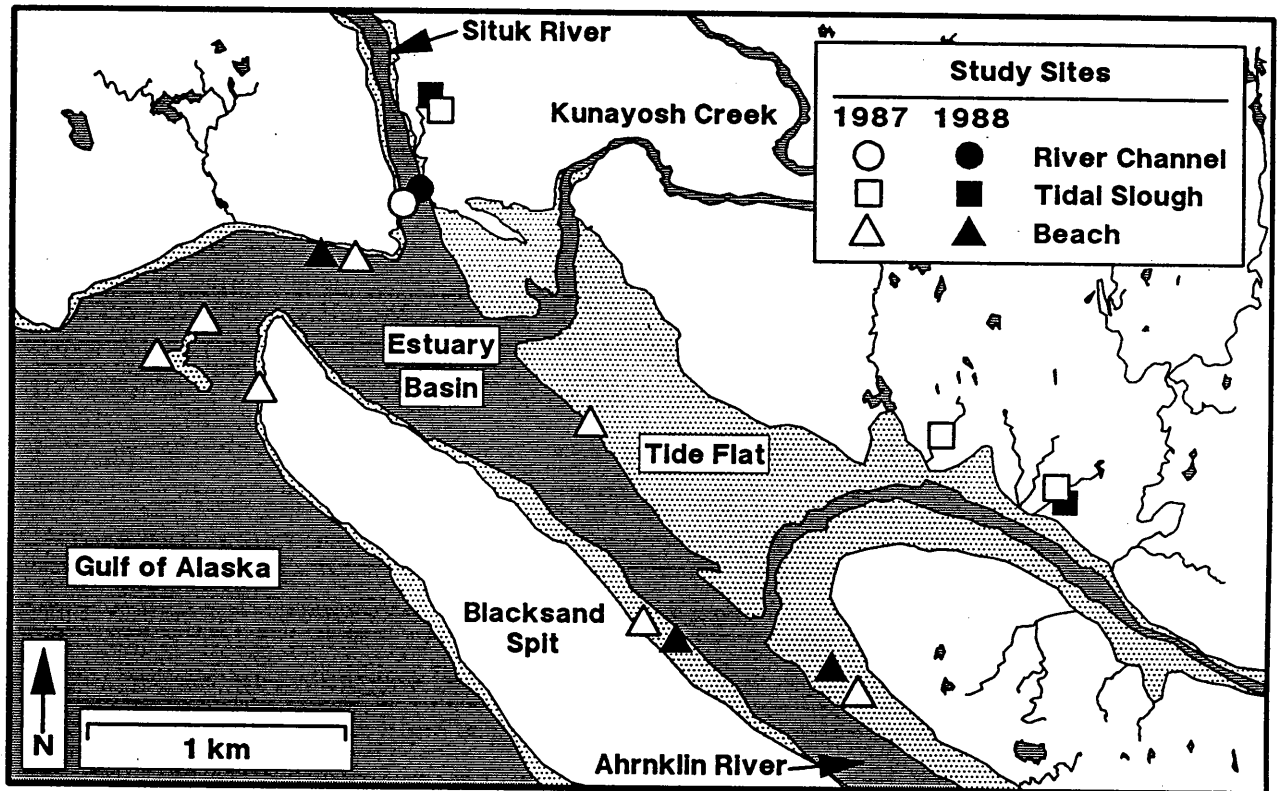 Situk River
Kunayosh Creek
Study Sites
1987 1988
River Channel
Tidal Slough
Beach
Estuary
Basin
Tide Flat
Gulf of Alaska
Blacksand
Spit
N
1 km
Ahrnklin River